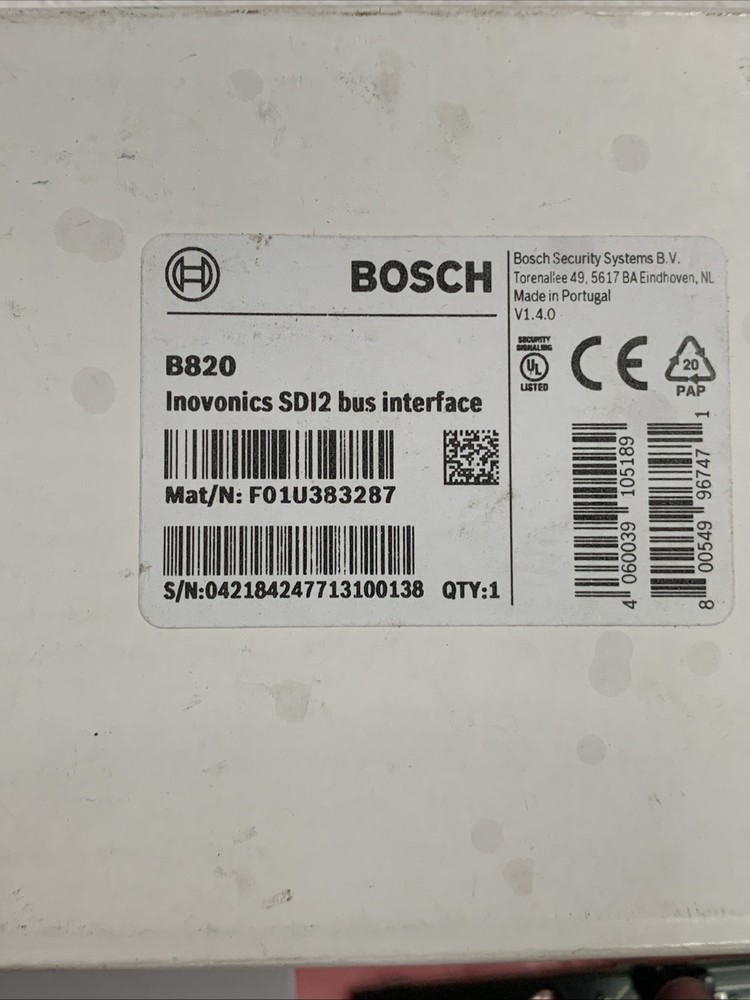 BOSCH
B820
Inovonics SDI2 bus interface
Mat/N: F01U383287
S/N:042184247713100138 QTY:1
Bosch Security Systems B.V.
Torenallee 49, 5617 BA Eindhoven, NL
Made in Portugal
V1.4.0
SECURITY
SIGNALING
UL
LISTED
CE
20
PAP
4 060039 105189
8 00549 96747 1